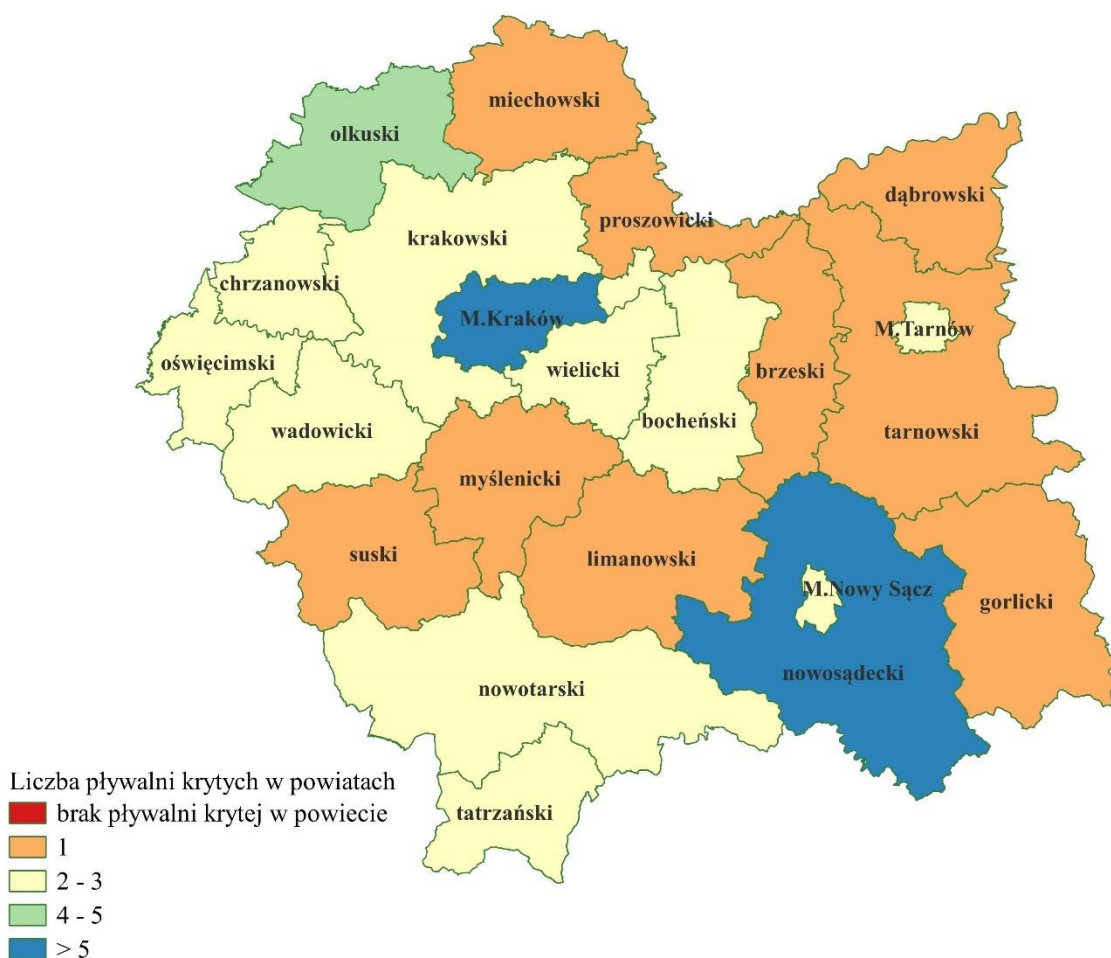 miechowski
olkuski
dąbrowski
proszowicki
krakowski
chrzanowski
M.Kraków
M.Tarnów
oświęcimski
wielicki
brzeski
bocheński
wadowicki
tarnowski
myślenicki
suski
limanowski
M.Nowy Sącz
gorlicki
nowosądecki
nowotarski
tatrzański
Liczba pływalni krytych w powiatach
brak pływalni krytej w powiecie
1
2 - 3
4 - 5
> 5